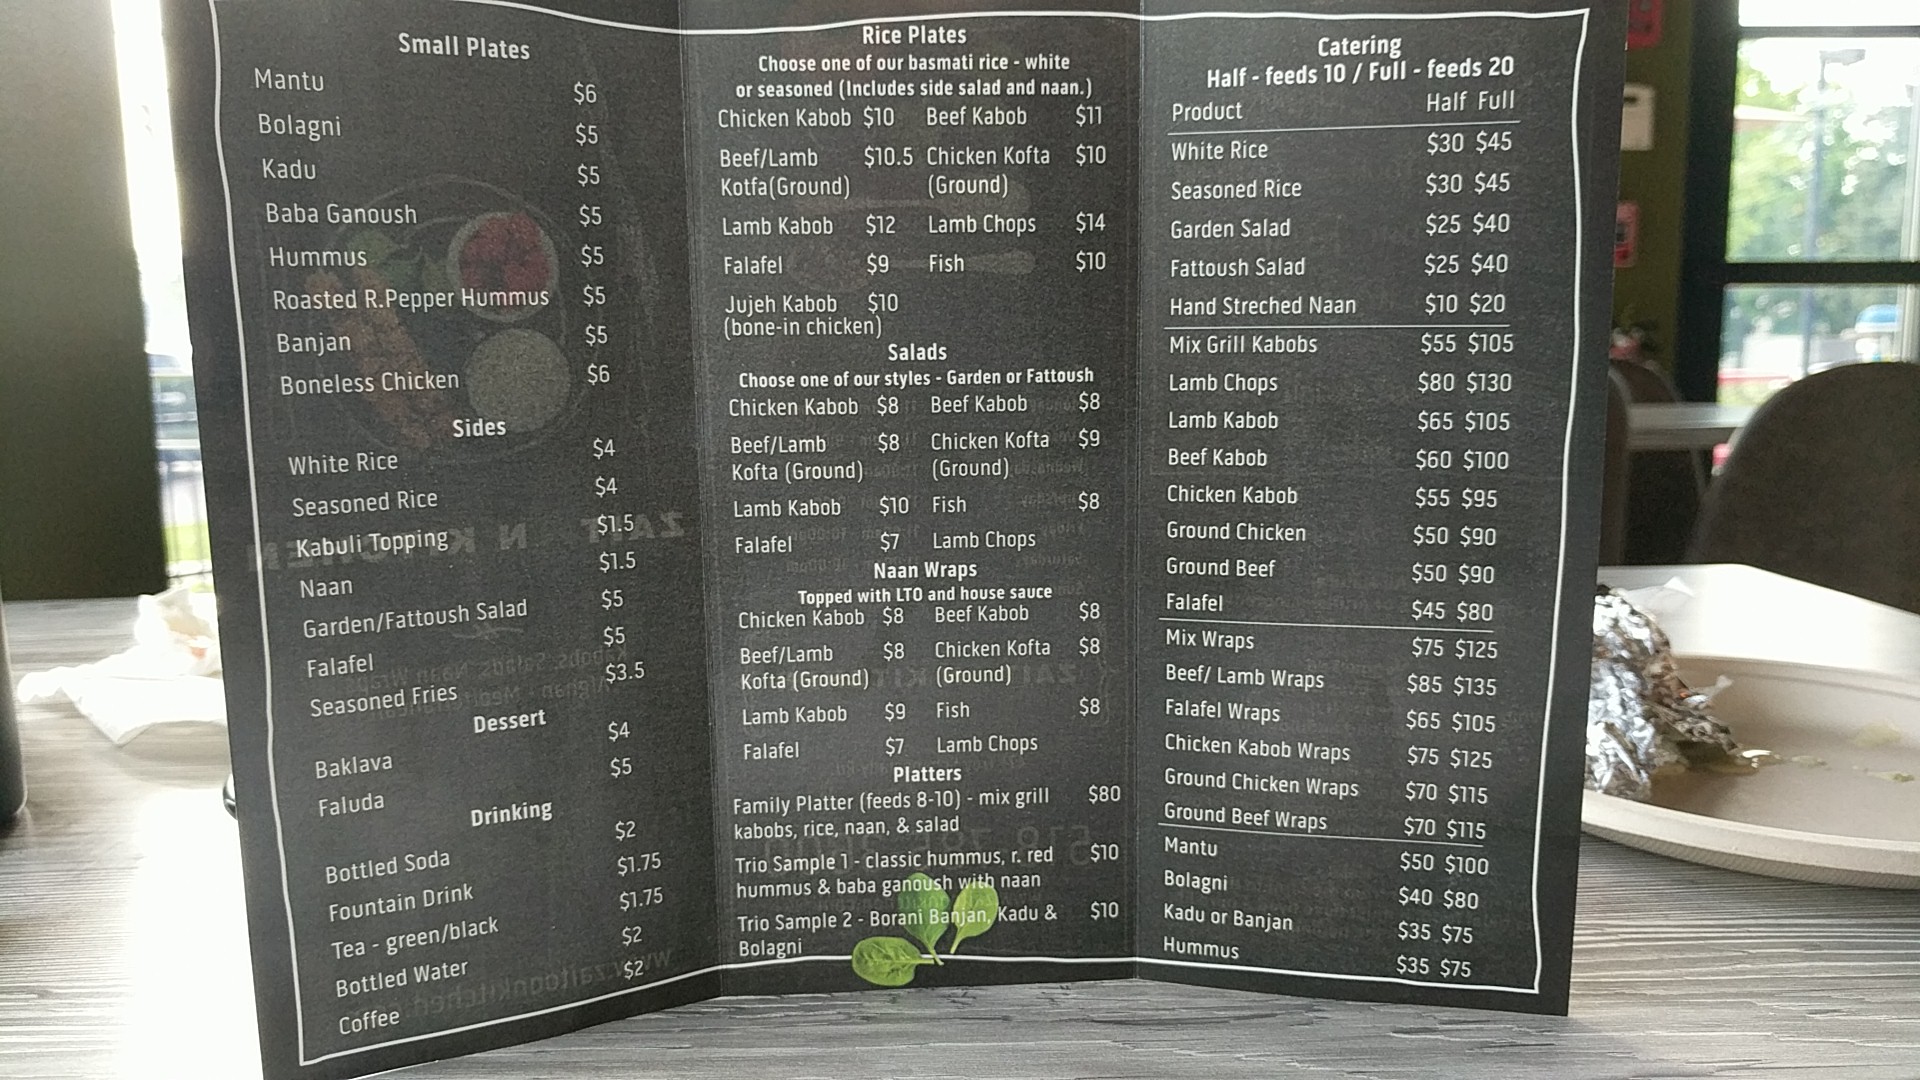 Small Plates
Mantu $6
Bolagni $5
Kadu $5
Baba Ganoush $5
Hummus $5
Roasted R.Pepper Hummus $5
Banjan $5
Boneless Chicken $6
Sides
White Rice $4
Seasoned Rice $4
Kabuli Topping $1.5
Naan $1.5
Garden/Fattoush Salad $5
Falafel $5
Seasoned Fries $3.5
Dessert
Baklava $4
Faluda $5
Drinking
Bottled Soda $2
Fountain Drink $1.75
Tea - green/black $1.75
Bottled Water $2
Coffee $2
Rice Plates
Choose one of our basmati rice - white
or seasoned (Includes side salad and naan.)
Chicken Kabob $10 Beef Kabob $11
Beef/Lamb $10.5 Chicken Kofta $10
Kotfa(Ground) (Ground)
Lamb Kabob $12 Lamb Chops $14
Falafel $9 Fish $10
Jujeh Kabob $10
(bone-in chicken)
Salads
Choose one of our styles - Garden or Fattoush
Chicken Kabob $8 Beef Kabob $8
Beef/Lamb $8 Chicken Kofta $9
Kofta (Ground) (Ground)
Lamb Kabob $10 Fish $8
Falafel $7 Lamb Chops
Naan Wraps
Topped with LTO and house sauce
Chicken Kabob $8 Beef Kabob $8
Beef/Lamb $8 Chicken Kofta $8
Kofta (Ground) (Ground)
Lamb Kabob $9 Fish $8
Falafel $7 Lamb Chops
Platters
Family Platter (feeds 8-10) - mix grill $80
kabobs, rice, naan, & salad
Trio Sample 1 - classic hummus, r. red $10
hummus & baba ganoush with naan
Trio Sample 2 - Borani Banjan, Kadu & $10
Bolagni
Catering
Half - feeds 10 / Full - feeds 20
Product Half Full
White Rice $30 $45
Seasoned Rice $30 $45
Garden Salad $25 $40
Fattoush Salad $25 $40
Hand Streched Naan $10 $20
Mix Grill Kabobs $55 $105
Lamb Chops $80 $130
Lamb Kabob $65 $105
Beef Kabob $60 $100
Chicken Kabob $55 $95
Ground Chicken $50 $90
Ground Beef $50 $90
Falafel $45 $80
Mix Wraps $75 $125
Beef/ Lamb Wraps $85 $135
Falafel Wraps $65 $105
Chicken Kabob Wraps $75 $125
Ground Chicken Wraps $70 $115
Ground Beef Wraps $70 $115
Mantu $50 $100
Bolagni $40 $80
Kadu or Banjan $35 $75
Hummus $35 $75